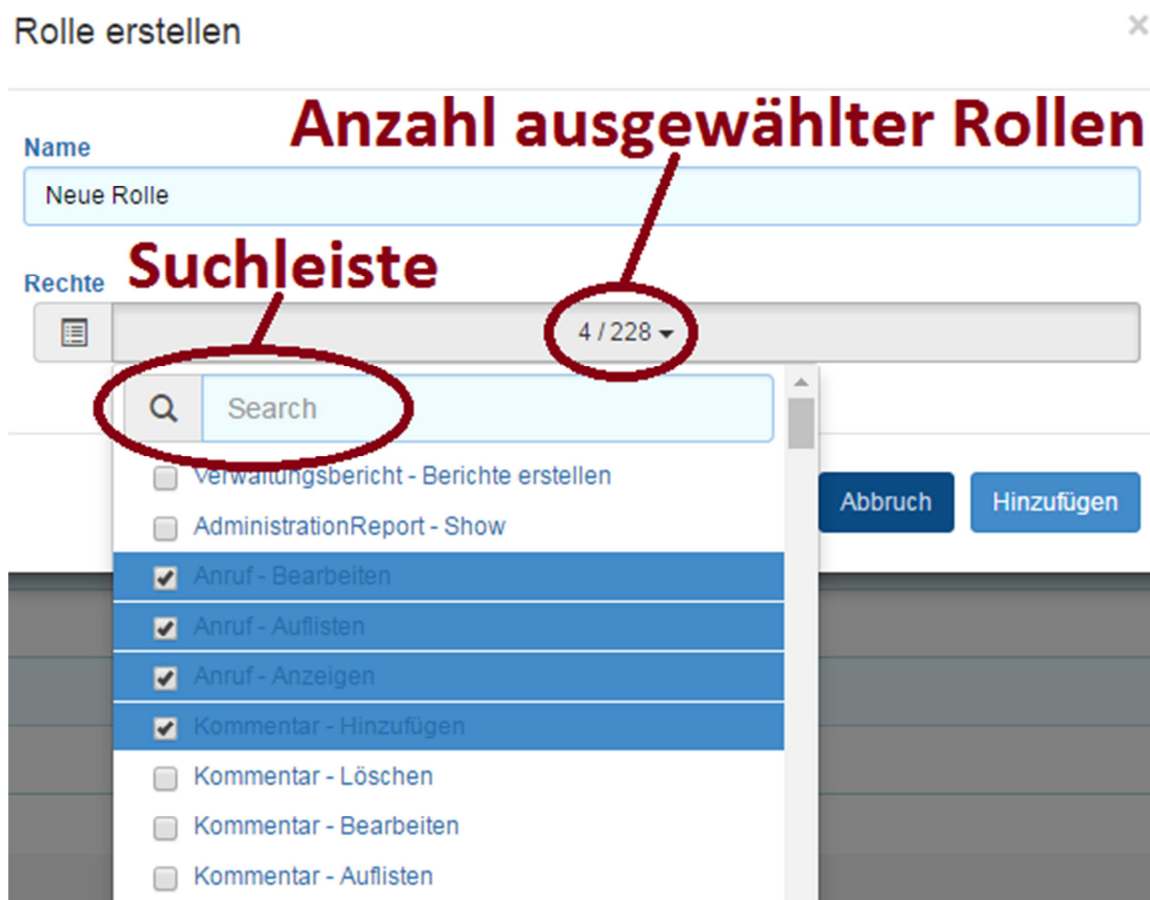 Rolle erstellen
×
Anzahl ausgewählter Rollen
Name
Neue Rolle
Suchleiste
Rechte
4 / 228
Search
Verwaltungsbericht - Berichte erstellen
AdministrationReport - Show
Abbruch
Hinzufügen
Anruf - Bearbeiten
Anruf - Auflisten
Anruf - Anzeigen
Kommentar - Hinzufügen
Kommentar - Löschen
Kommentar - Bearbeiten
Kommentar - Auflisten